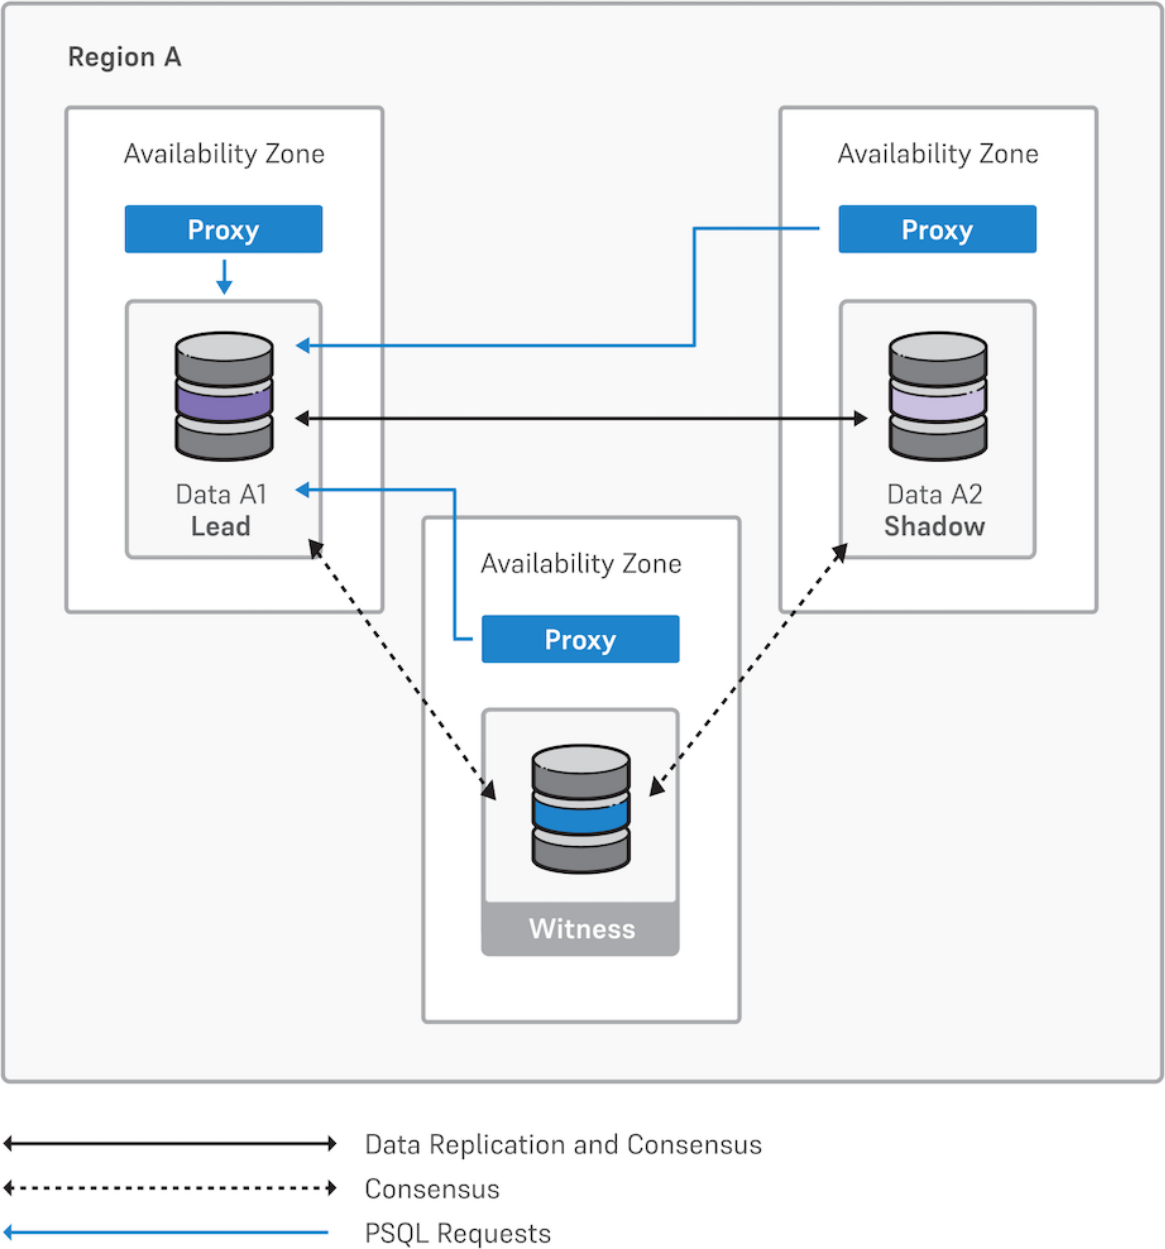 Region A
Availability Zone
Proxy
Data A1
Lead
Availability Zone
Proxy
Data A2
Shadow
Availability Zone
Proxy
Witness
Data Replication and Consensus
Consensus
PSQL Requests